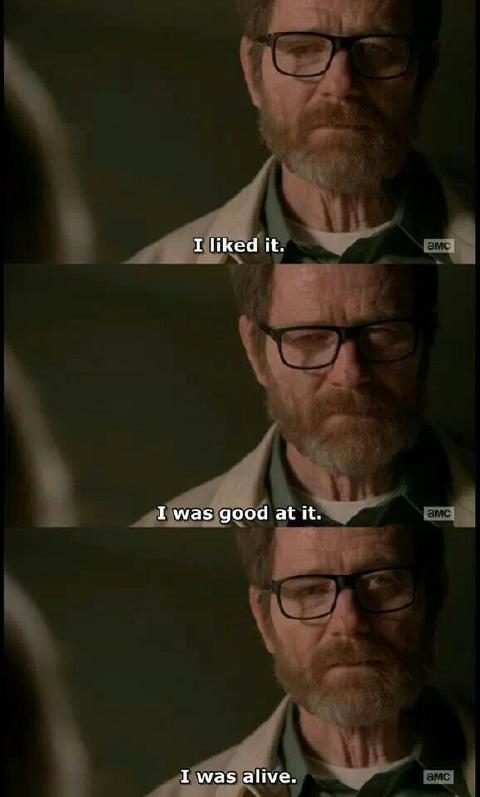 I liked it.
aMC
I was good at it.
aMC
I was alive.
aMC